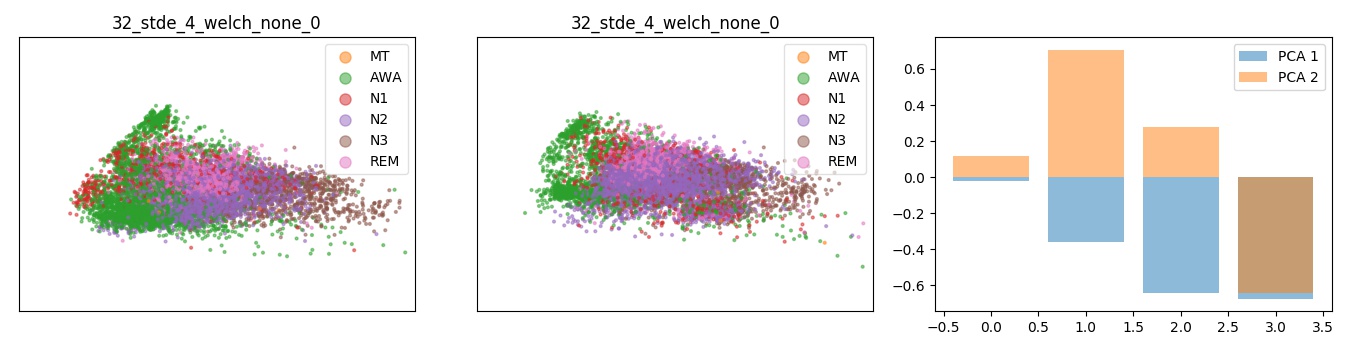 32_stde_4_welch_none_0
MT
AWA
N1
N2
N3
REM
32_stde_4_welch_none_0
MT
AWA
N1
N2
N3
REM
PCA 1
PCA 2
0.6
0.4
0.2
0.0
−0.2
−0.4
−0.6
−0.5 0.0 0.5 1.0 1.5 2.0 2.5 3.0 3.5